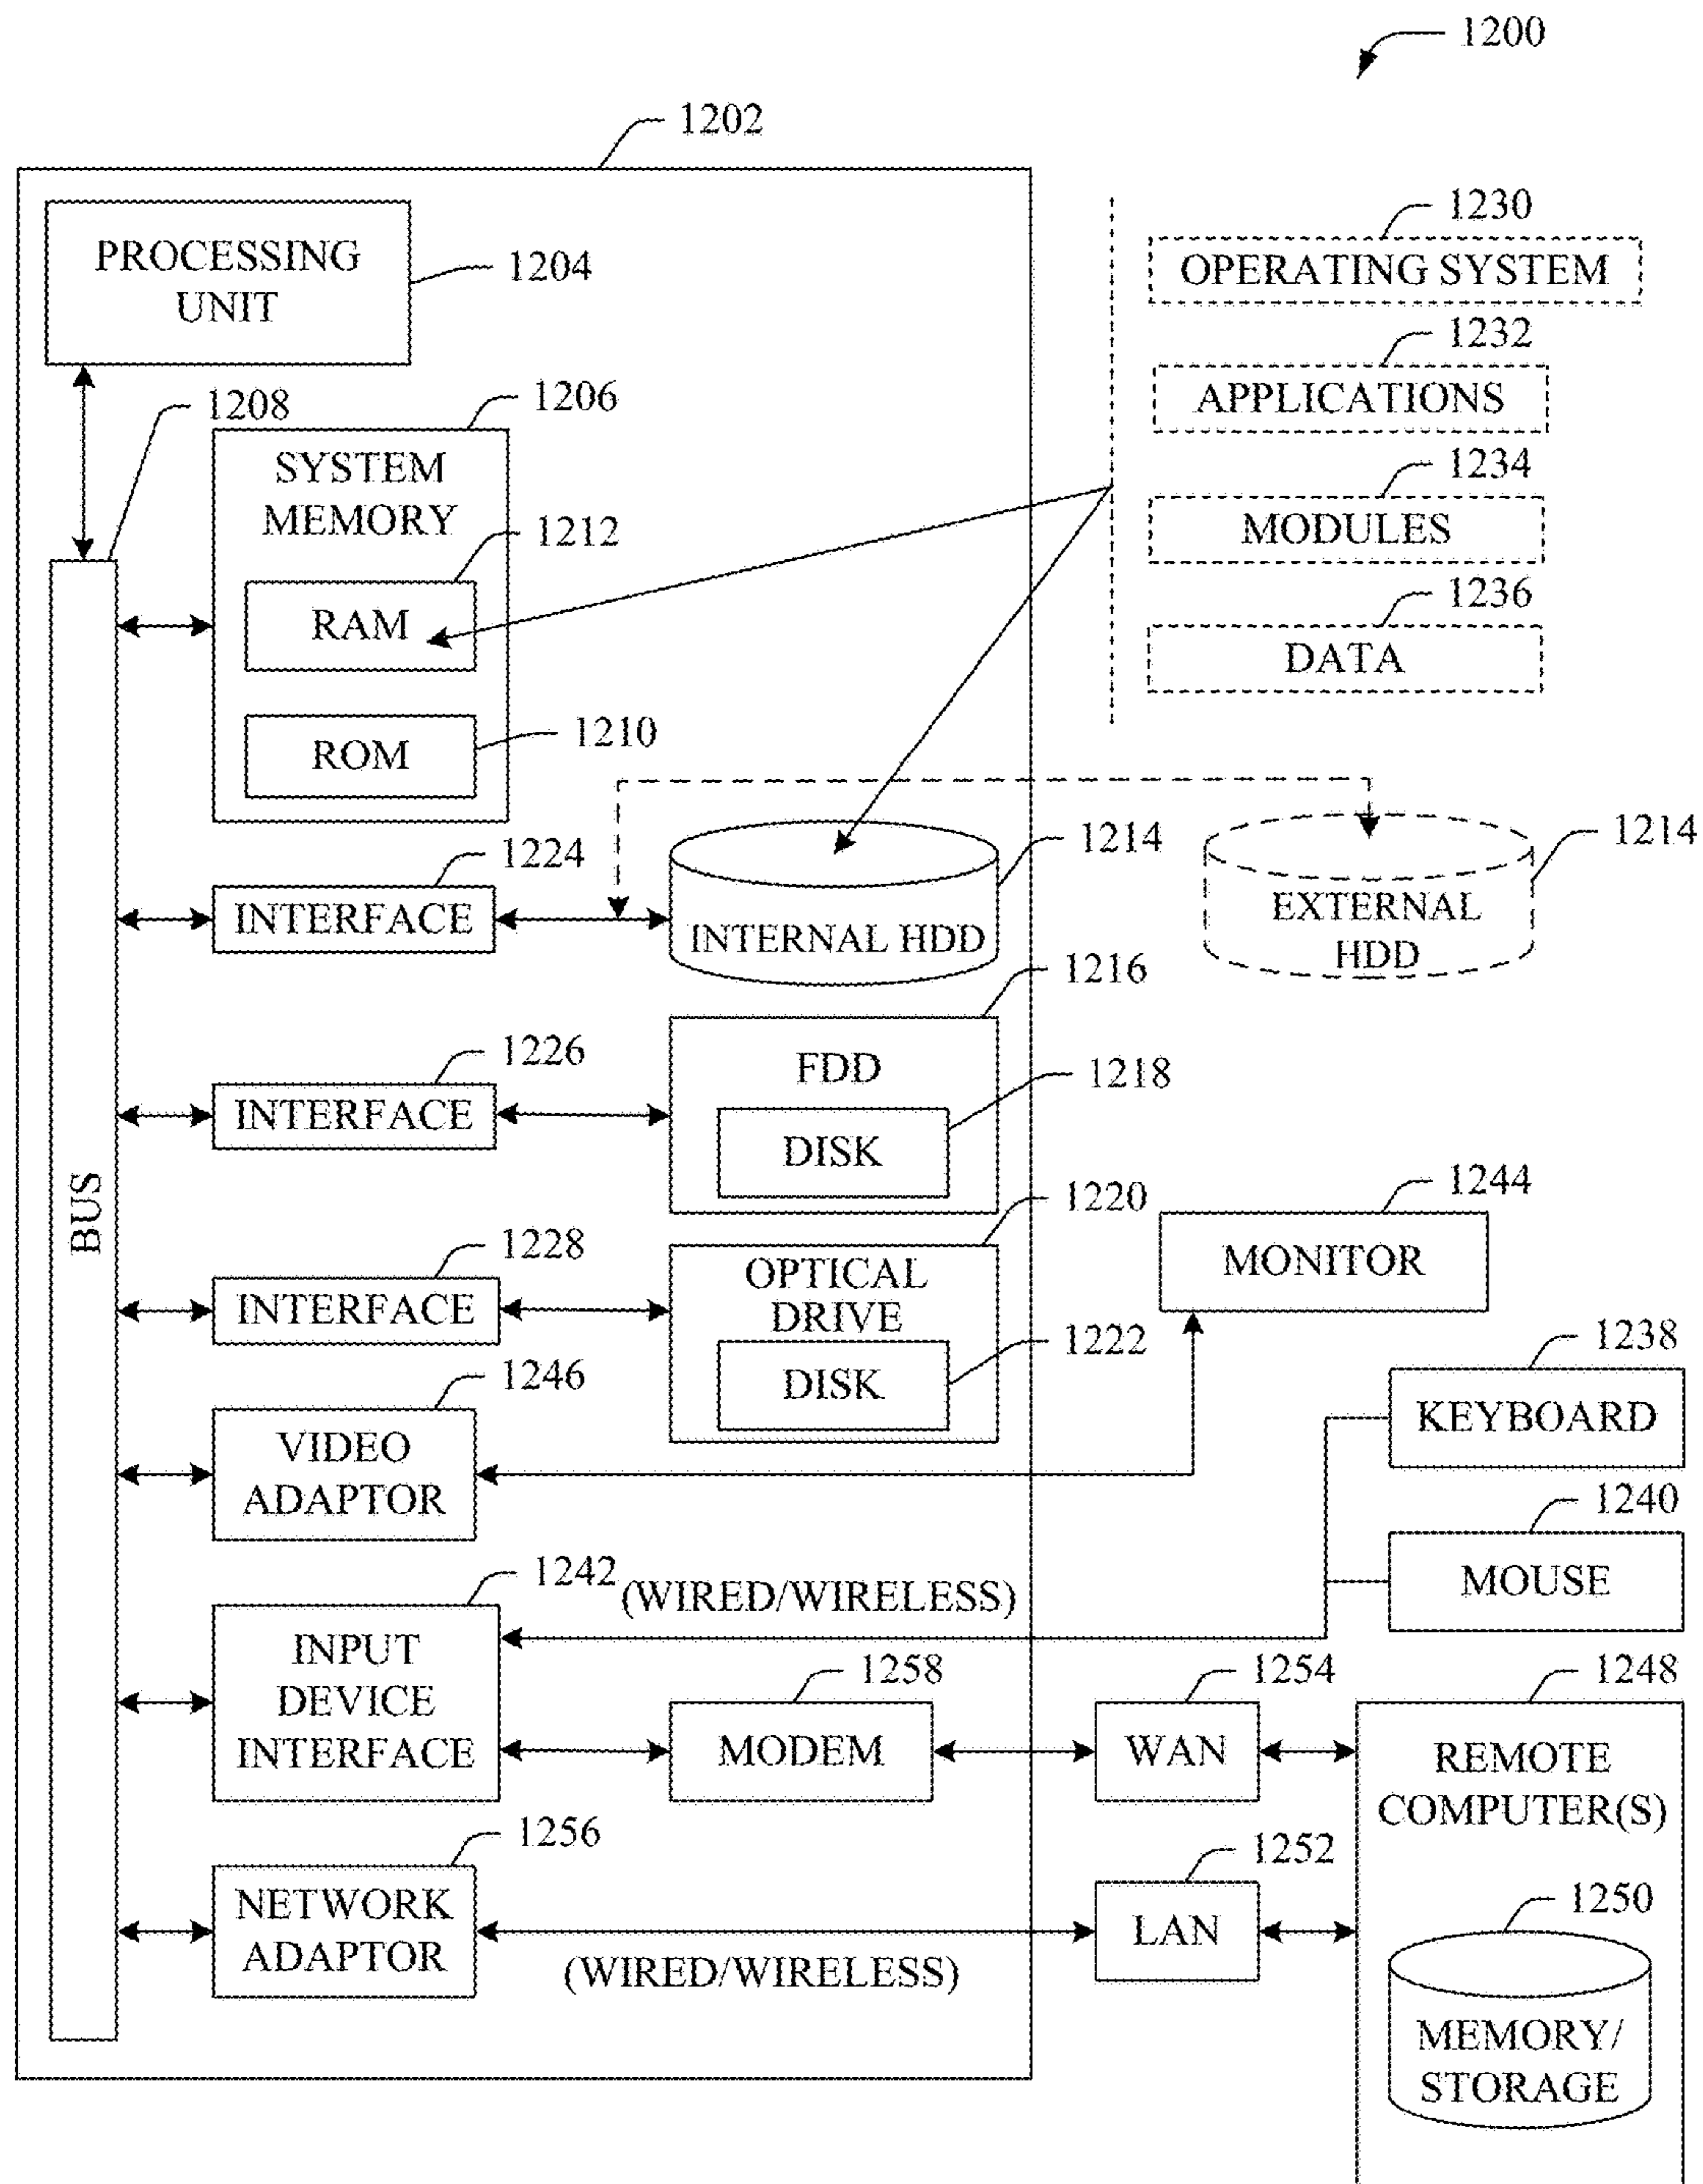 1200
1202
PROCESSING
UNIT
1204
1208
1206
SYSTEM
MEMORY
1212
RAM
ROM
1210
1230
OPERATING SYSTEM
1232
APPLICATIONS
1234
MODULES
1236
DATA
BUS
1224
INTERFACE
1214
INTERNAL HDD
1214
EXTERNAL
HDD
1226
INTERFACE
1216
FDD
1218
DISK
1228
INTERFACE
1220
OPTICAL
DRIVE
1222
DISK
1244
MONITOR
1246
VIDEO
ADAPTOR
1238
KEYBOARD
1240
MOUSE
1242
(WIRED/WIRELESS)
INPUT
DEVICE
INTERFACE
1258
MODEM
1254
WAN
1248
REMOTE
COMPUTER(S)
1256
NETWORK
ADAPTOR
(WIRED/WIRELESS)
1252
LAN
1250
MEMORY/
STORAGE